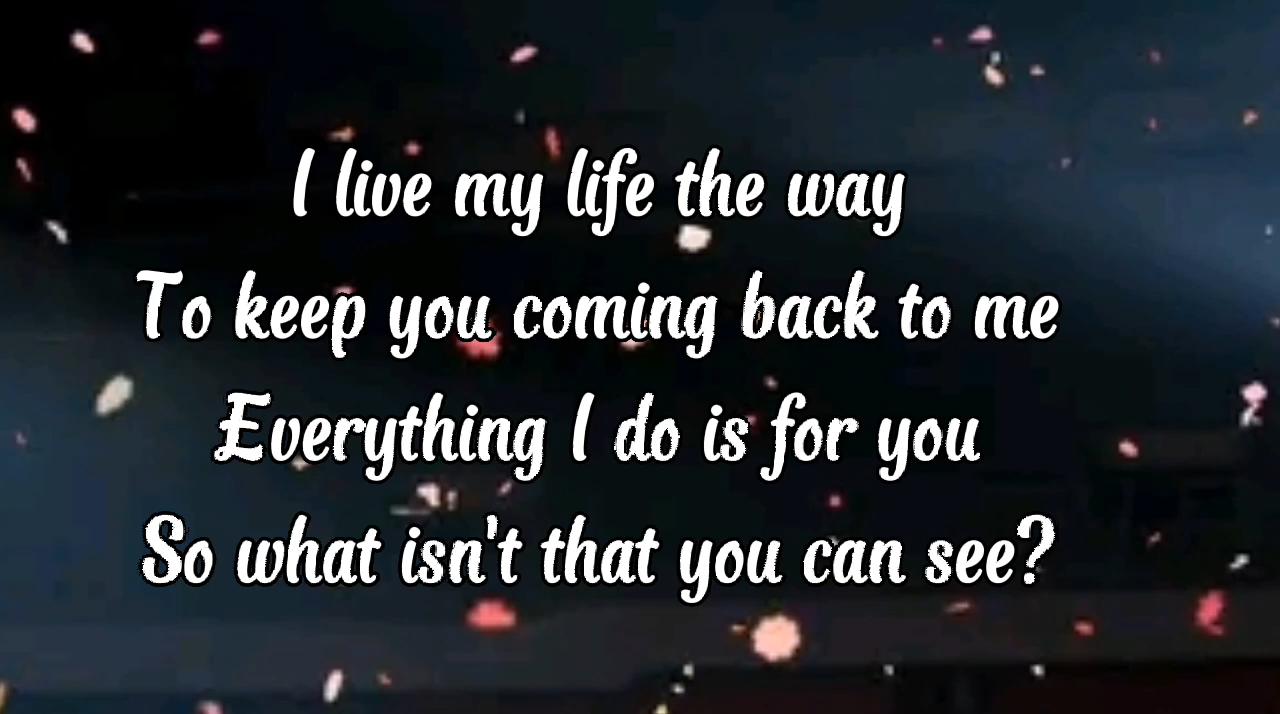 I live my life the way
To keep you coming back to me
Everything I do is for you
So what isn't that you can see?